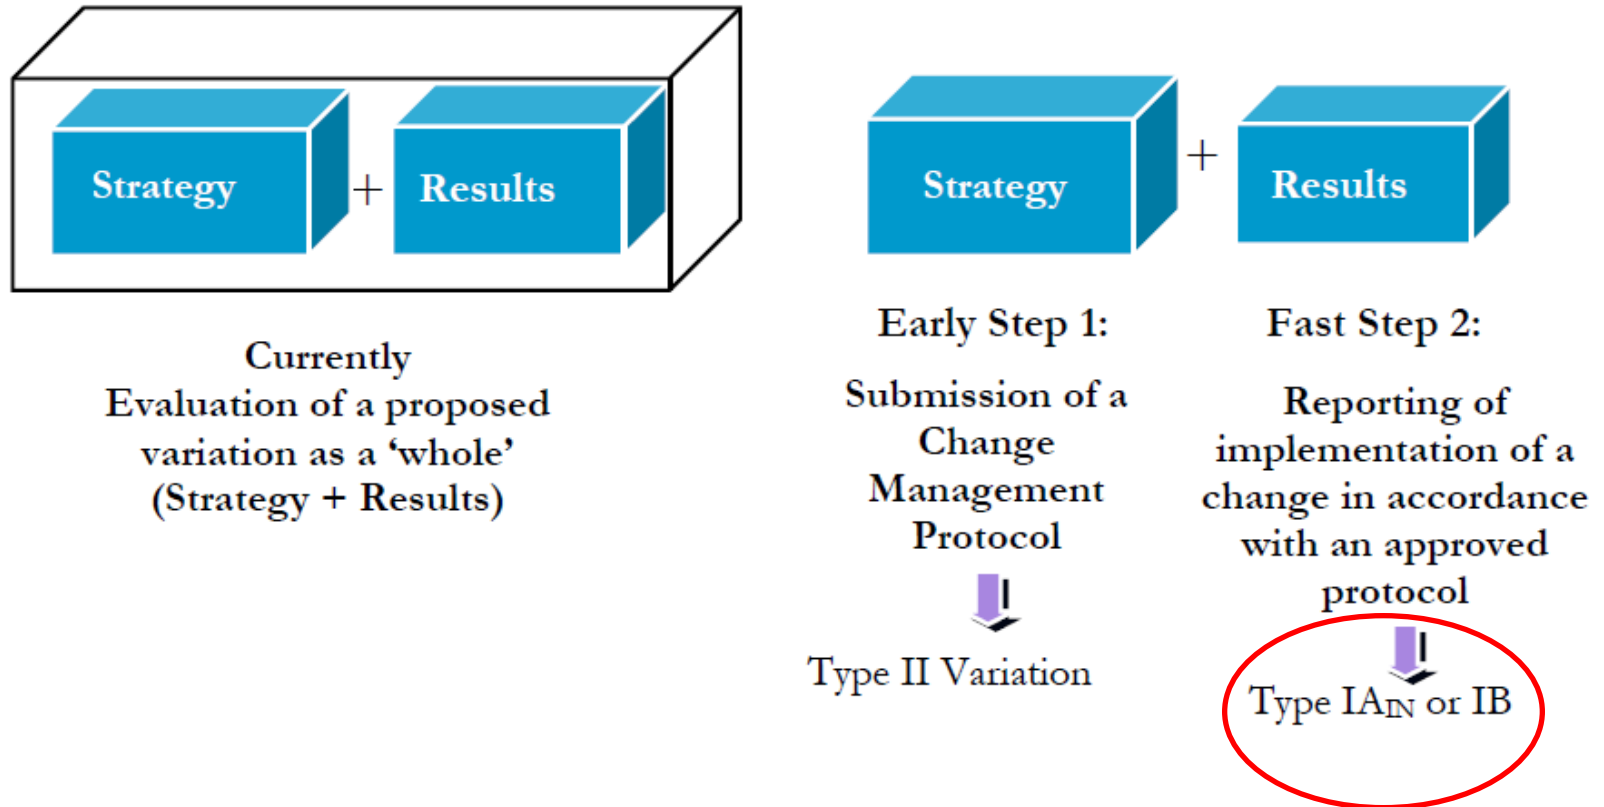 Strategy
+
Results
Currently
Evaluation of a proposed
variation as a ‘whole’
(Strategy + Results)
Strategy
+
Results
Early Step 1:
Submission of a
Change
Management
Protocol
Type II Variation
Fast Step 2:
Reporting of
implementation of a
change in accordance
with an approved
protocol
Type IAIN or IB